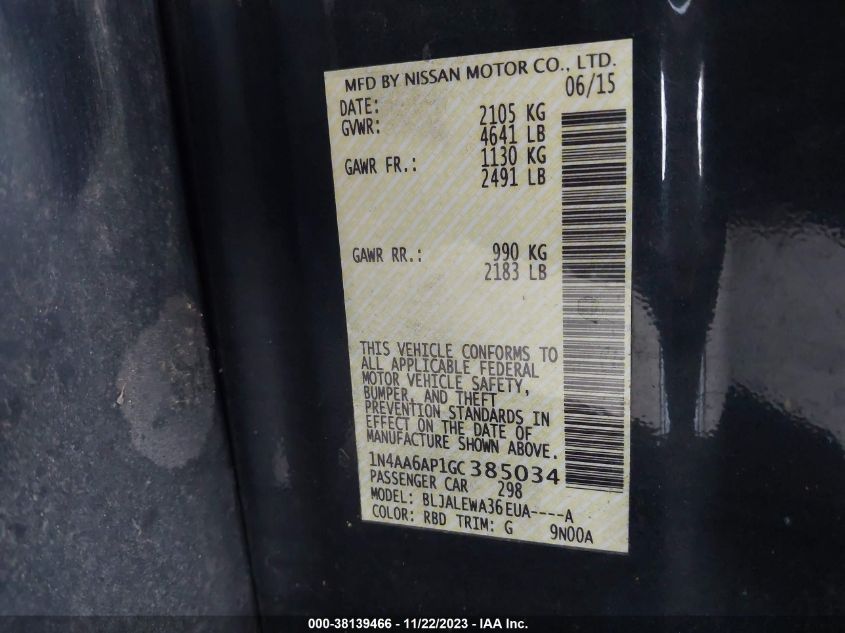 MFD BY NISSAN MOTOR CO., LTD.
DATE: 06/15
GVWR: 2105 KG
4641 LB
GAWR FR.: 1130 KG
2491 LB
GAWR RR.: 990 KG
2183 LB
THIS VEHICLE CONFORMS TO
ALL APPLICABLE FEDERAL
MOTOR VEHICLE SAFETY,
BUMPER, AND THEFT
PREVENTION STANDARDS IN
EFFECT ON THE DATE OF
MANUFACTURE SHOWN ABOVE.
1N4AA6AP1GC385034
PASSENGER CAR 298
MODEL: BLJALEWA36EUA----A
COLOR: RBD TRIM: G 9N00A
000-38139466 - 11/22/2023 - IAA Inc.